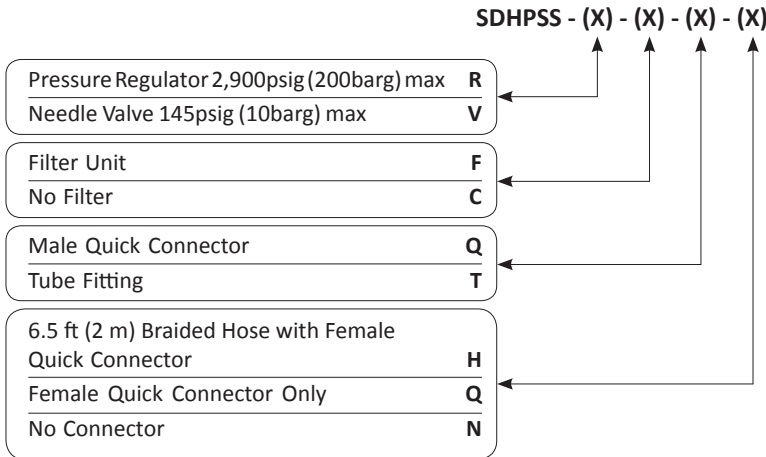 SDHPSS - (X) - (X) - (X) - (X)
Pressure Regulator 2,900psig (200barg) max R
Needle Valve 145psig (10barg) max V
Filter Unit F
No Filter C
Male Quick Connector Q
Tube Fitting T
6.5 ft (2 m) Braided Hose with Female
Quick Connector H
Female Quick Connector Only Q
No Connector N